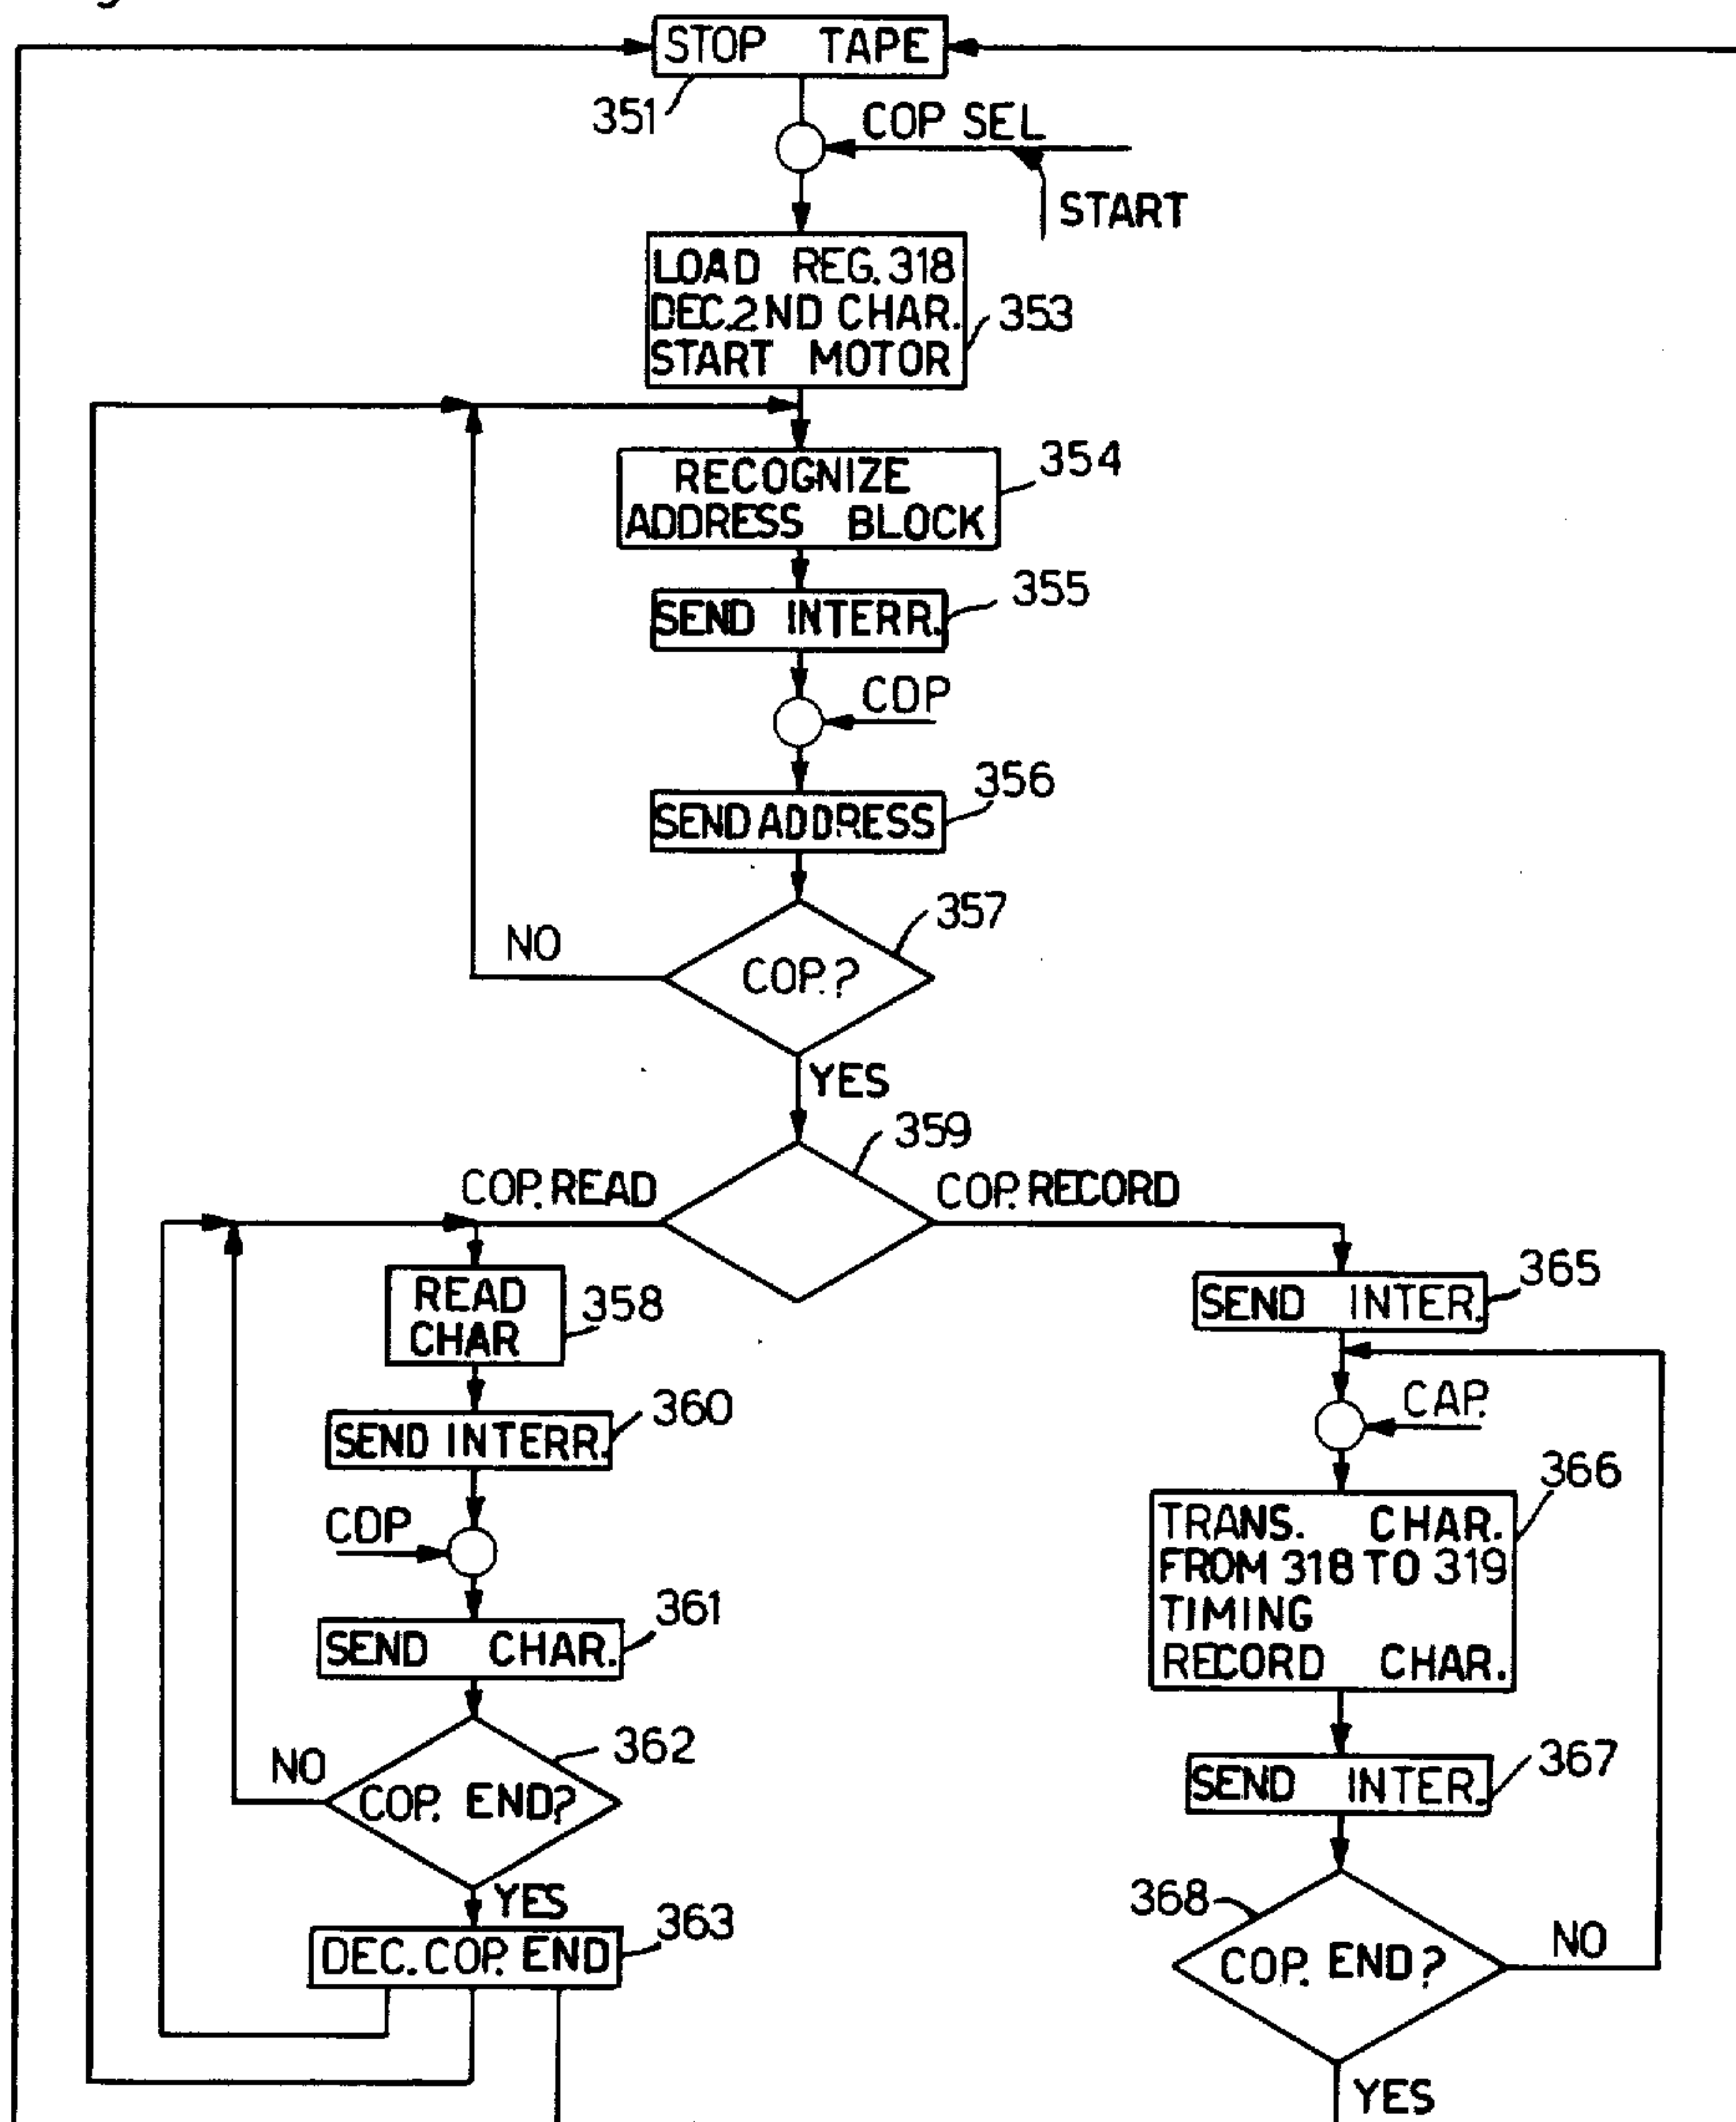 STOP TAPE
351
COP SEL
START
LOAD REG. 318
DEC. 2ND CHAR.
START MOTOR
353
RECOGNIZE
ADDRESS BLOCK
354
SEND INTERR.
355
CDP
SEND ADDRESS
356
357
NO
COP.?
YES
359
COP. READ
COP. RECORD
READ
CHAR
358
SEND INTER.
365
SEND INTERR.
360
CAP.
CDP
TRANS. CHAR.
FROM 318 TO 319
TIMING
RECORD CHAR.
366
SEND CHAR.
361
NO
COP. END?
362
SEND INTER.
367
YES
DEC. COP. END
363
368
COP. END?
NO
YES